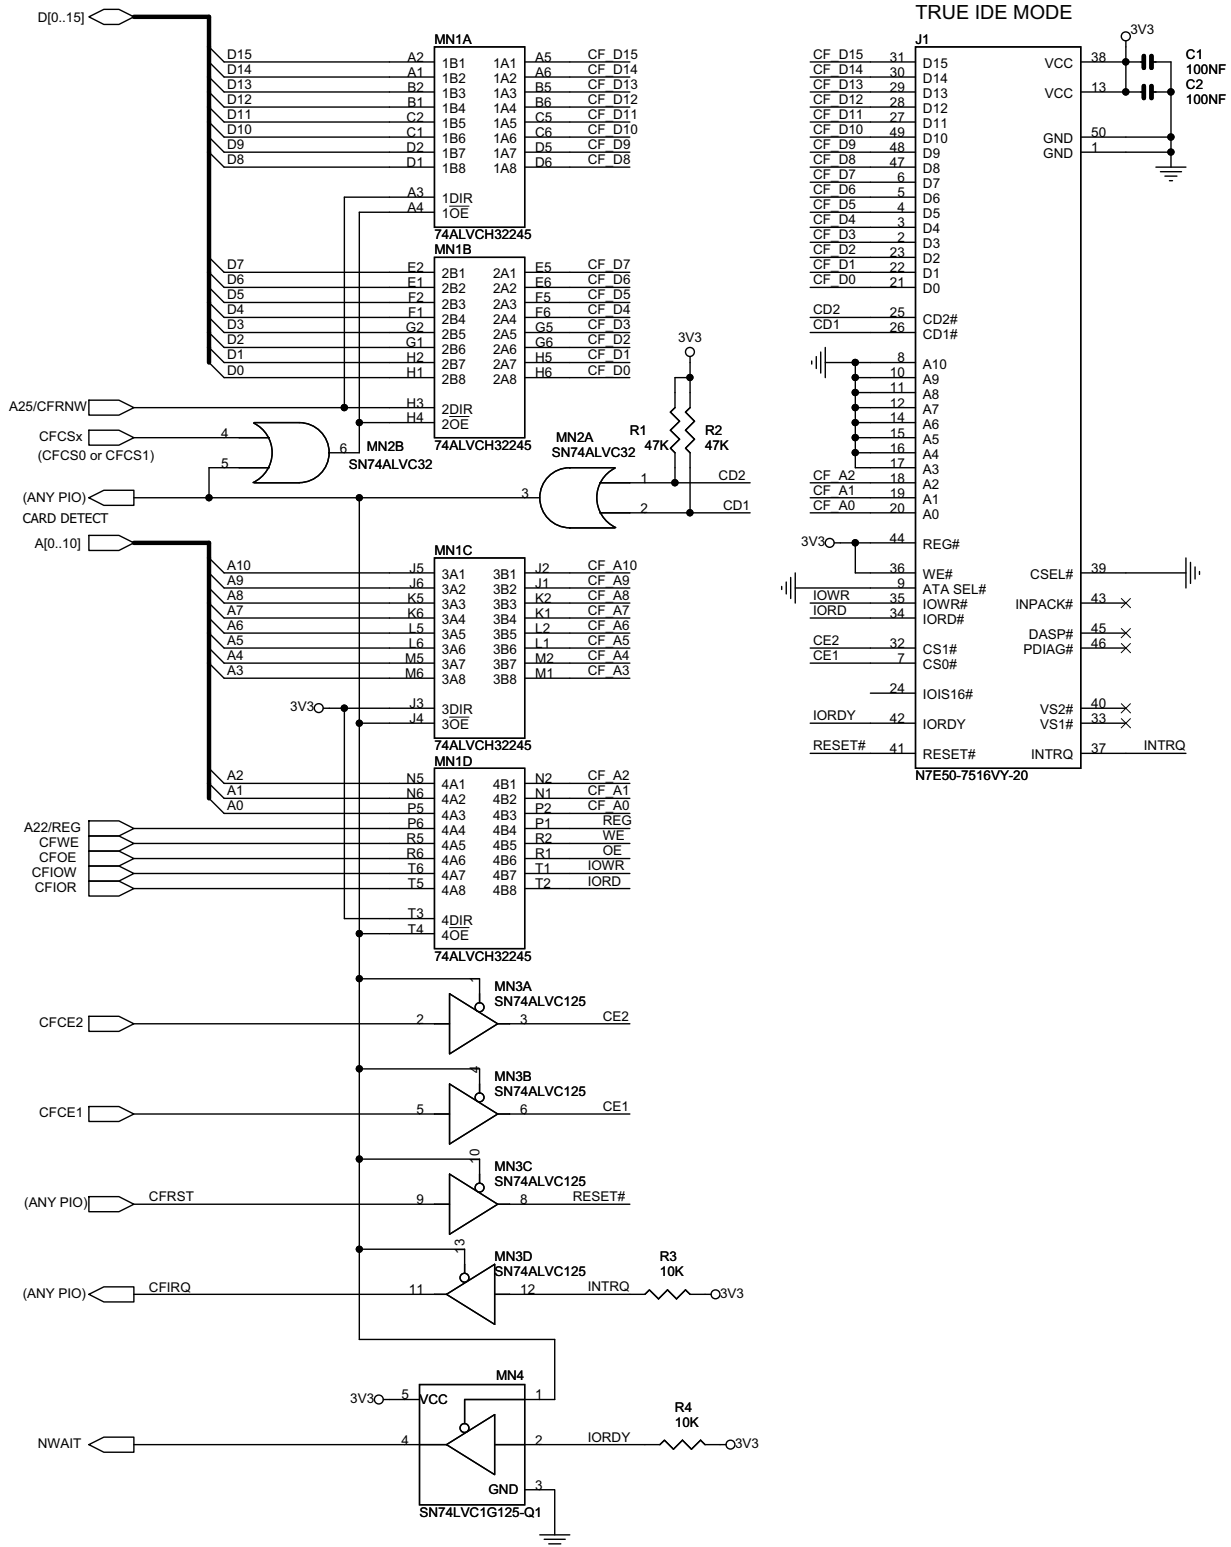 TRUE IDE MODE
D[0..15]
MN1A
D15 A2 1B1 1A1 A5 CF_D15
D14 A1 1B2 1A2 A6 CF_D14
D13 B2 1B3 1A3 B5 CF_D13
D12 B1 1B4 1A4 B6 CF_D12
D11 C2 1B5 1A5 C5 CF_D11
D10 C1 1B6 1A6 C6 CF_D10
D9 D2 1B7 1A7 D5 CF_D9
D8 D1 1B8 1A8 D6 CF_D8
A3 1DIR
A4 1OE
74ALVCH32245
MN1B
D7 E2 2B1 2A1 E5 CF_D7
D6 E1 2B2 2A2 E6 CF_D6
D5 F2 2B3 2A3 F5 CF_D5
D4 F1 2B4 2A4 F6 CF_D4
D3 G2 2B5 2A5 G5 CF_D3
D2 G1 2B6 2A6 G6 CF_D2
D1 H2 2B7 2A7 H5 CF_D1
D0 H1 2B8 2A8 H6 CF_D0
A25/CFRNW H3 2DIR
H4 2OE
74ALVCH32245
CFCSx 4
(CFCS0 or CFCS1)
5
6 MN2B
SN74ALVC32
MN2A
SN74ALVC32
3V3
R1
47K
R2
47K
1 CD2
2 CD1
3
(ANY PIO)
CARD DETECT
A[0..10]
MN1C
A10 J5 3A1 3B1 J2 CF_A10
A9 J6 3A2 3B2 J1 CF_A9
A8 K5 3A3 3B3 K2 CF_A8
A7 K6 3A4 3B4 K1 CF_A7
A6 L5 3A5 3B5 L2 CF_A6
A5 L6 3A6 3B6 L1 CF_A5
A4 M5 3A7 3B7 M2 CF_A4
A3 M6 3A8 3B8 M1 CF_A3
3V3 J3 3DIR
J4 3OE
74ALVCH32245
MN1D
A2 N5 4A1 4B1 N2 CF_A2
A1 N6 4A2 4B2 N1 CF_A1
A0 P5 4A3 4B3 P2 CF_A0
A22/REG P6 4A4 4B4 P1 REG
CFWE R5 4A5 4B5 R2 WE
CFOE R6 4A6 4B6 R1 OE
CFIOW T6 4A7 4B7 T1 IOWR
CFIOR T5 4A8 4B8 T2 IORD
T3 4DIR
T4 4OE
74ALVCH32245
1 MN3A
SN74ALVC125
CFCE2 2 3 CE2
4 MN3B
SN74ALVC125
CFCE1 5 6 CE1
10 MN3C
SN74ALVC125
(ANY PIO) CFRST 9 8 RESET#
13 MN3D
SN74ALVC125
R3
10K
(ANY PIO) CFIRQ 11 12 INTRQ 3V3
MN4
3V3 5 VCC 1
R4
10K
NWAIT 4 2 IORDY 3V3
GND 3
SN74LVC1G125-Q1
J1
3V3
C1
100NF
C2
100NF
CF_D15 31 D15 VCC 38
CF_D14 30 D14
CF_D13 29 D13 VCC 13
CF_D12 28 D12
CF_D11 27 D11
CF_D10 49 D10 GND 50
CF_D9 48 D9 GND 1
CF_D8 47 D8
CF_D7 6 D7
CF_D6 5 D6
CF_D5 4 D5
CF_D4 3 D4
CF_D3 2 D3
CF_D2 23 D2
CF_D1 22 D1
CF_D0 21 D0
CD2 25 CD2#
CD1 26 CD1#
8 A10
10 A9
11 A8
12 A7
14 A6
15 A5
16 A4
17 A3
CF_A2 18 A2
CF_A1 19 A1
CF_A0 20 A0
3V3 44 REG#
36 WE# CSEL# 39
9 ATA SEL#
IOWR 35 IOWR# INPACK# 43
IORD 34 IORD#
DASP# 45
CE2 32 CS1# PDIAG# 46
CE1 7 CS0#
24 IOIS16#
VS2# 40
IORDY 42 IORDY VS1# 33
RESET# 41 RESET# INTRQ 37 INTRQ
N7E50-7516VY-20